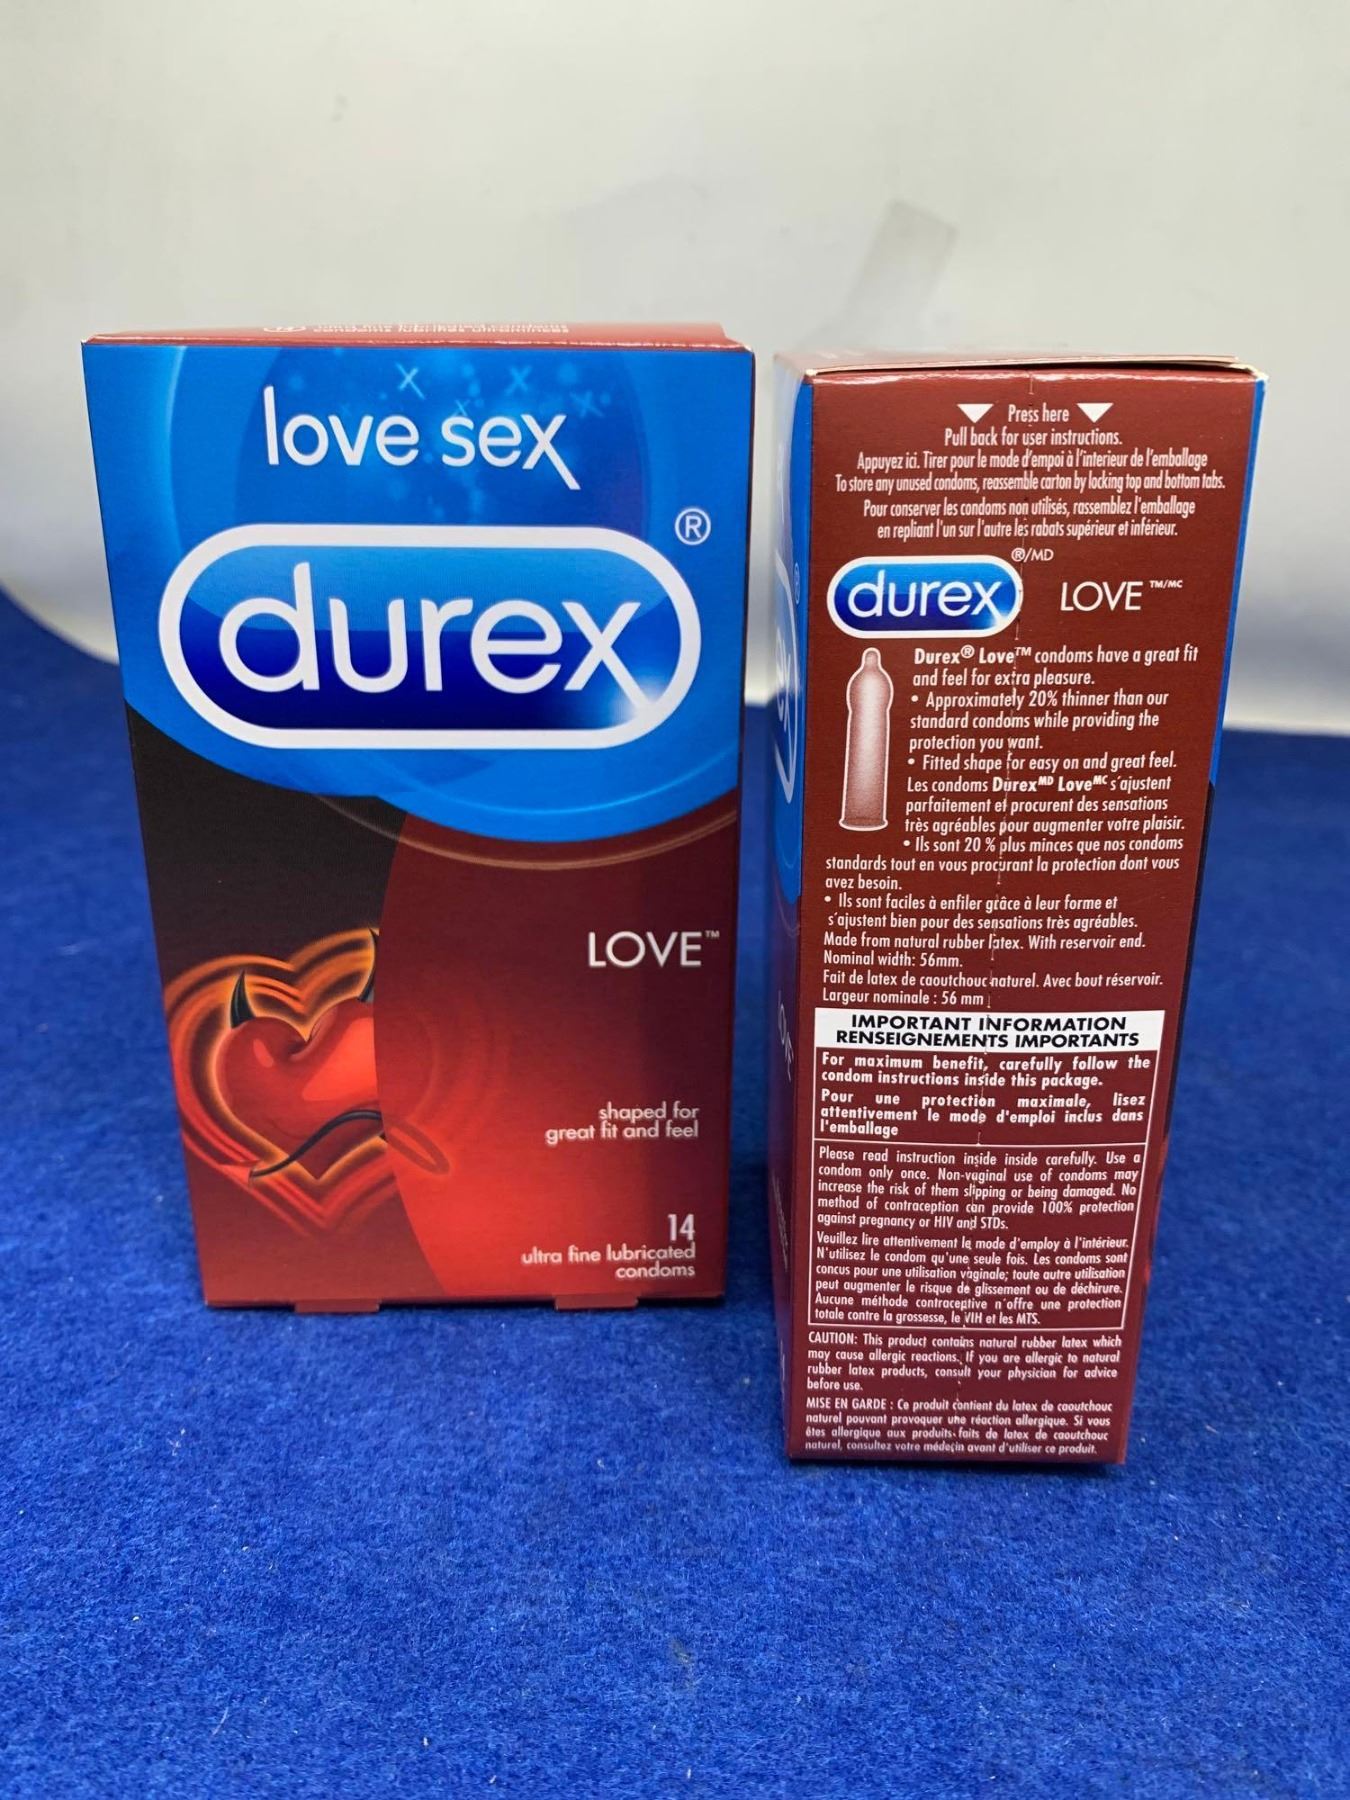 love sex
durex®
LOVE™
shaped for
great fit and feel
14
ultra fine lubricated
condoms
Press here
Pull back for user instructions.
Appuyez ici. Tirer pour le mode d'empoi à l'interieur de l'emballage
To store any unused condoms, reassemble carton by locking top and bottom tabs.
Pour conserver les condoms non utilisés, rassemblez l'emballage
en repliant l'un sur l'autre les rabats supérieur et inférieur.
durex ®/MD LOVE ™/MC
Durex® Love™ condoms have a great fit
and feel for extra pleasure.
• Approximately 20% thinner than our
standard condoms while providing the
protection you want.
• Fitted shape for easy on and great feel.
Les condoms Durex MD Love MC s'ajustent
parfaitement et procurent des sensations
très agréables pour augmenter votre plaisir.
• Ils sont 20 % plus minces que nos condoms
standards tout en vous procurant la protection dont vous
avez besoin.
• Ils sont faciles à enfiler grâce à leur forme et
s'ajustent bien pour des sensations très agréables.
Made from natural rubber latex. With reservoir end.
Nominal width: 56mm.
Fait de latex de caoutchouc naturel. Avec bout réservoir.
Largeur nominale : 56 mm
IMPORTANT INFORMATION
RENSEIGNEMENTS IMPORTANTS
For maximum benefit, carefully follow the
condom instructions inside this package.
Pour une protection maximale, lisez
attentivement le mode d'emploi inclus dans
l'emballage
Please read instruction inside inside carefully. Use a
condom only once. Non-vaginal use of condoms may
increase the risk of them slipping or being damaged. No
method of contraception can provide 100% protection
against pregnancy or HIV and STDs.
Veuillez lire attentivement le mode d'employ à l'intérieur.
N'utilisez le condom qu'une seule fois. Les condoms sont
concus pour une utilisation vaginale; toute autre utilisation
peut augmenter le risque de glissement ou de déchirure.
Aucune méthode contraceptive n'offre une protection
totale contre la grossesse, le VIH et les MTS.
CAUTION: This product contains natural rubber latex which
may cause allergic reactions. If you are allergic to natural
rubber latex products, consult your physician for advice
before use.
MISE EN GARDE : Ce produit contient du latex de caoutchouc
naturel pouvant provoquer une réaction allergique. Si vous
êtes allergique aux produits faits de latex de caoutchouc
naturel, consultez votre médecin avant d'utiliser ce produit.